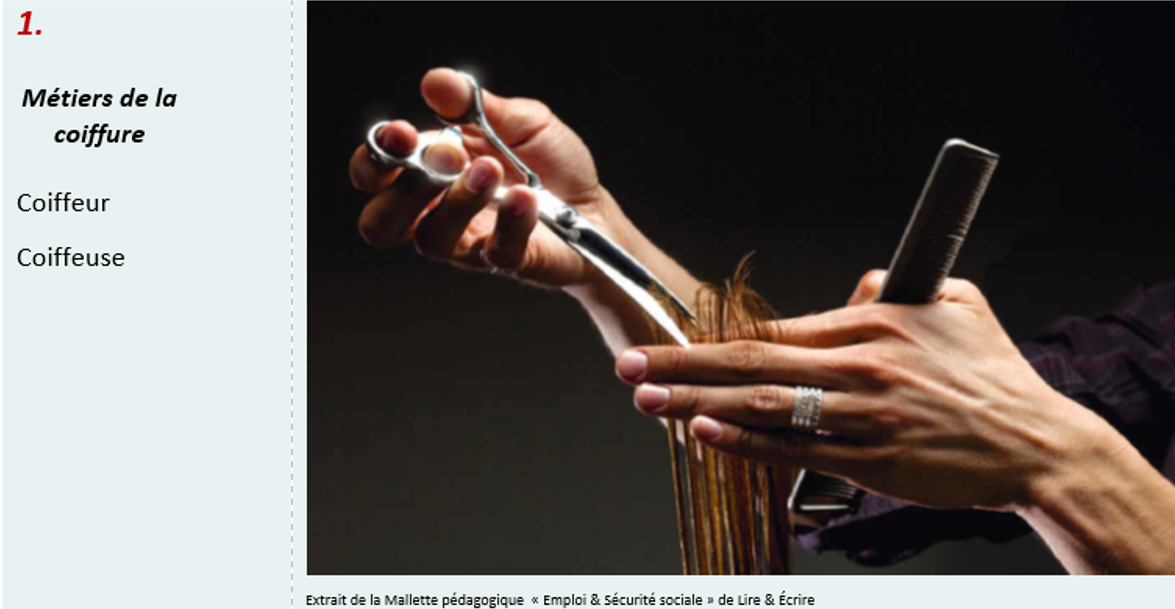 1.
Métiers de la
coiffure
Coiffeur
Coiffeuse
Extrait de la Mallette pédagogique « Emploi & Sécurité sociale » de Lire & Écrire